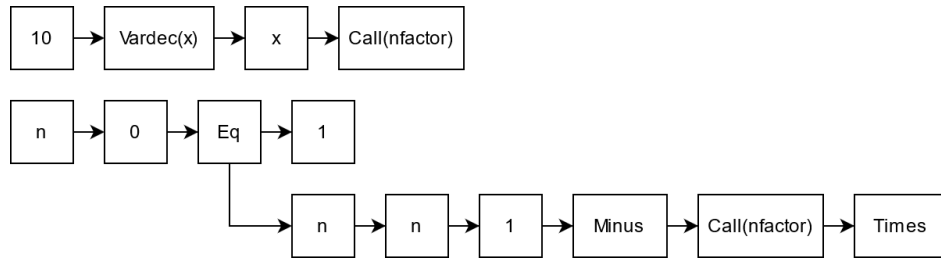 10 Vardec(x) x Call(nfactor)
n 0 Eq 1
n n 1 Minus Call(nfactor) Times